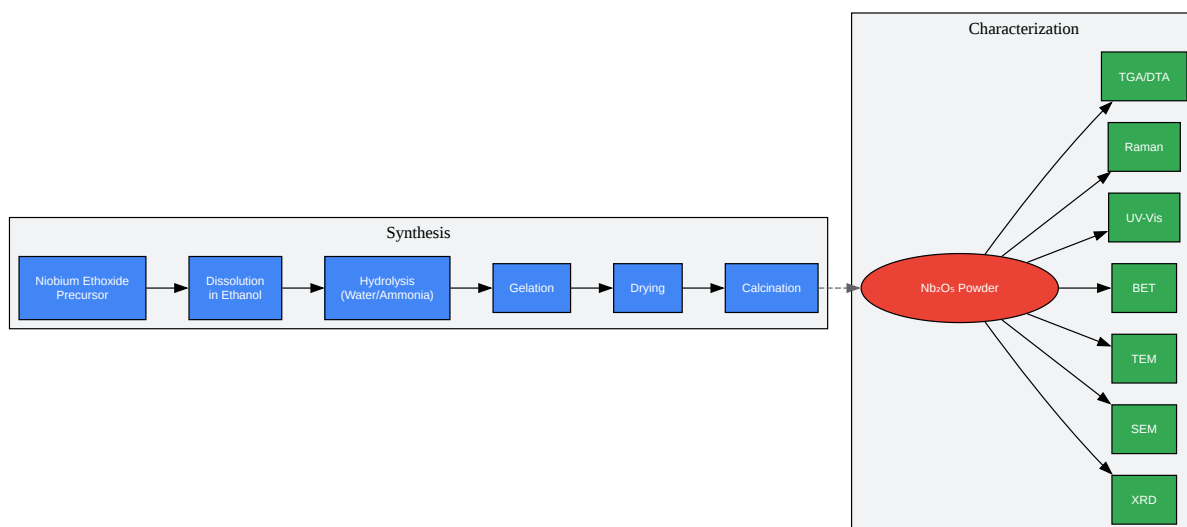 Synthesis
Niobium Ethoxide
Precursor
Dissolution
in Ethanol
Hydrolysis
(Water/Ammonia)
Gelation
Drying
Calcination
Characterization
Nb₂O₅ Powder
TGA/DTA
Raman
UV-Vis
BET
TEM
SEM
XRD